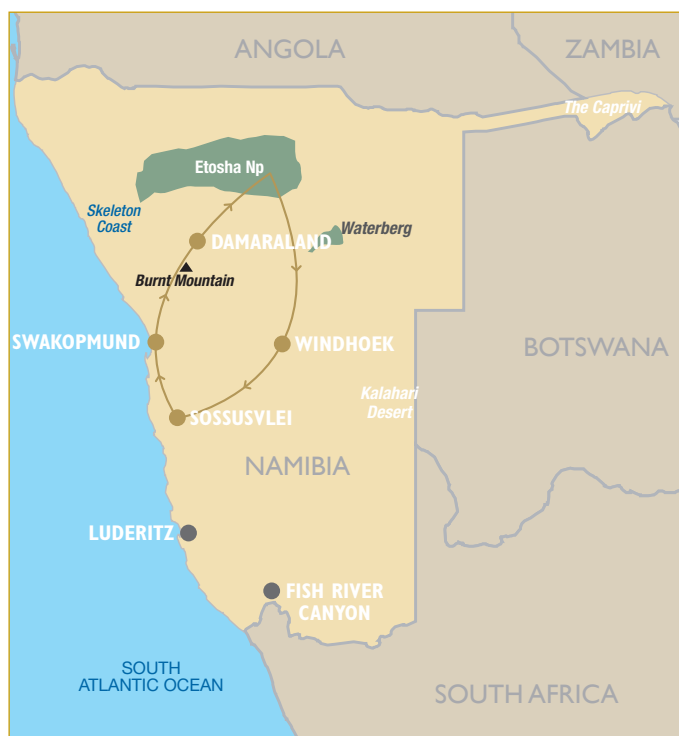 ANGOLA
ZAMBIA
The Caprivi
Etosha Np
Skeleton
Coast
Waterberg
DAMARALAND
Burnt Mountain
SWAKOPMUND
WINDHOEK
BOTSWANA
Kalahari
Desert
SOSSUSVLEI
NAMIBIA
LUDERITZ
FISH RIVER
CANYON
SOUTH
ATLANTIC OCEAN
SOUTH AFRICA